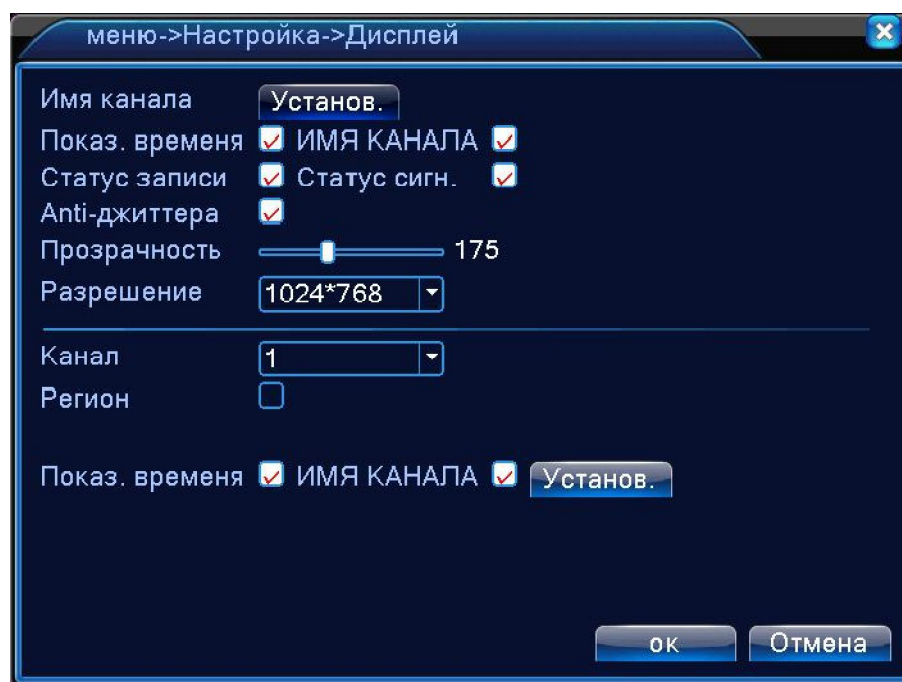 меню->Настройка->Дисплей
Имя канала Установ.
Показ. временя ИМЯ КАНАЛА
Статус записи Статус сигн.
Anti-джиттера
Прозрачность 175
Разрешение 1024*768
Канал 1
Регион
Показ. временя ИМЯ КАНАЛА Установ.
ок Отмена